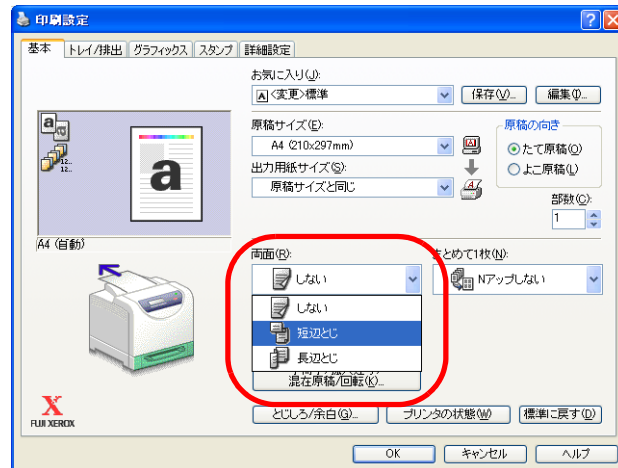 印刷設定
基本
トレイ/排出
グラフィックス
スタンプ
詳細設定
お気に入り(J):
A <変更>標準
保存(V)...
編集(I)...
原稿サイズ(E):
A4 (210x297mm)
出力用紙サイズ(S):
原稿サイズと同じ
原稿の向き
たて原稿(O)
よこ原稿(L)
部数(C):
1
a
a
12...
12...
a
A4 (自動)
両面(R):
しない
しない
短辺とじ
長辺とじ
まとめて1枚(N):
Nアップしない
混在原稿/回転(K)...
とじしろ/余白(G)...
プリンタの状態(W)
標準に戻す(D)
X
FUJI XEROX
OK
キャンセル
ヘルプ